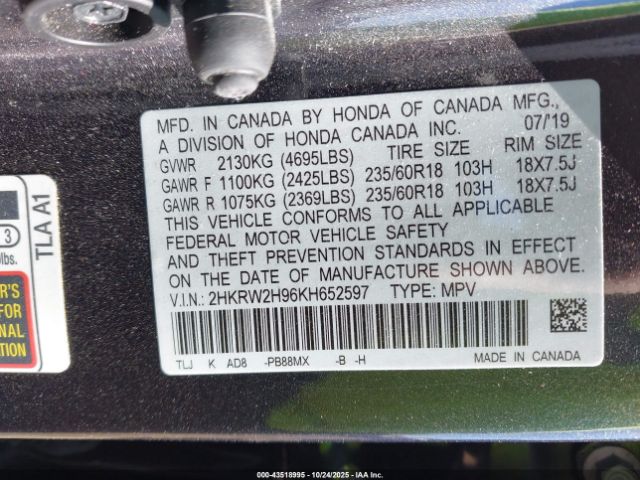 MFD. IN CANADA BY HONDA OF CANADA MFG.,
A DIVISION OF HONDA CANADA INC. 07/19
GVWR 2130KG (4695LBS) TIRE SIZE RIM SIZE
GAWR F 1100KG (2425LBS) 235/60R18 103H 18X7.5J
GAWR R 1075KG (2369LBS) 235/60R18 103H 18X7.5J
THIS VEHICLE CONFORMS TO ALL APPLICABLE
FEDERAL MOTOR VEHICLE SAFETY
AND THEFT PREVENTION STANDARDS IN EFFECT
ON THE DATE OF MANUFACTURE SHOWN ABOVE.
V.I.N.: 2HKRW2H96KH652597 TYPE: MPV
TLJ K AD8 -PB88MX -B -H MADE IN CANADA
TLA A1
3
lbs.
000-43518995 - 10/24/2025 - IAA Inc.